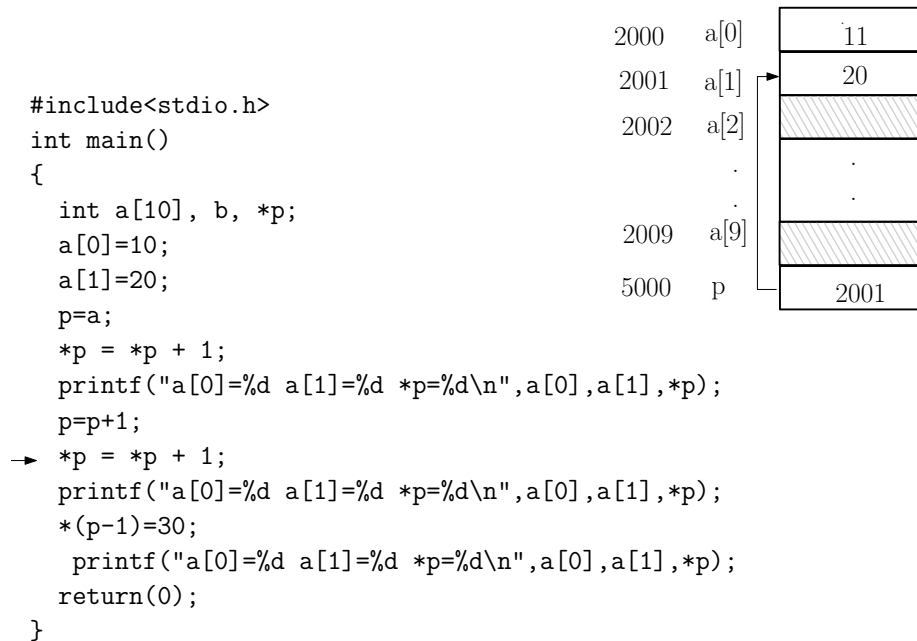 #include<stdio.h>
int main()
{
int a[10], b, *p;
a[0]=10;
a[1]=20;
p=a;
*p = *p + 1;
printf("a[0]=%d a[1]=%d *p=%d\n",a[0],a[1],*p);
p=p+1;
*p = *p + 1;
printf("a[0]=%d a[1]=%d *p=%d\n",a[0],a[1],*p);
*(p-1)=30;
printf("a[0]=%d a[1]=%d *p=%d\n",a[0],a[1],*p);
return(0);
}
2000 a[0] 11
2001 a[1] 20
2002 a[2]
. .
. .
2009 a[9]
5000 p 2001